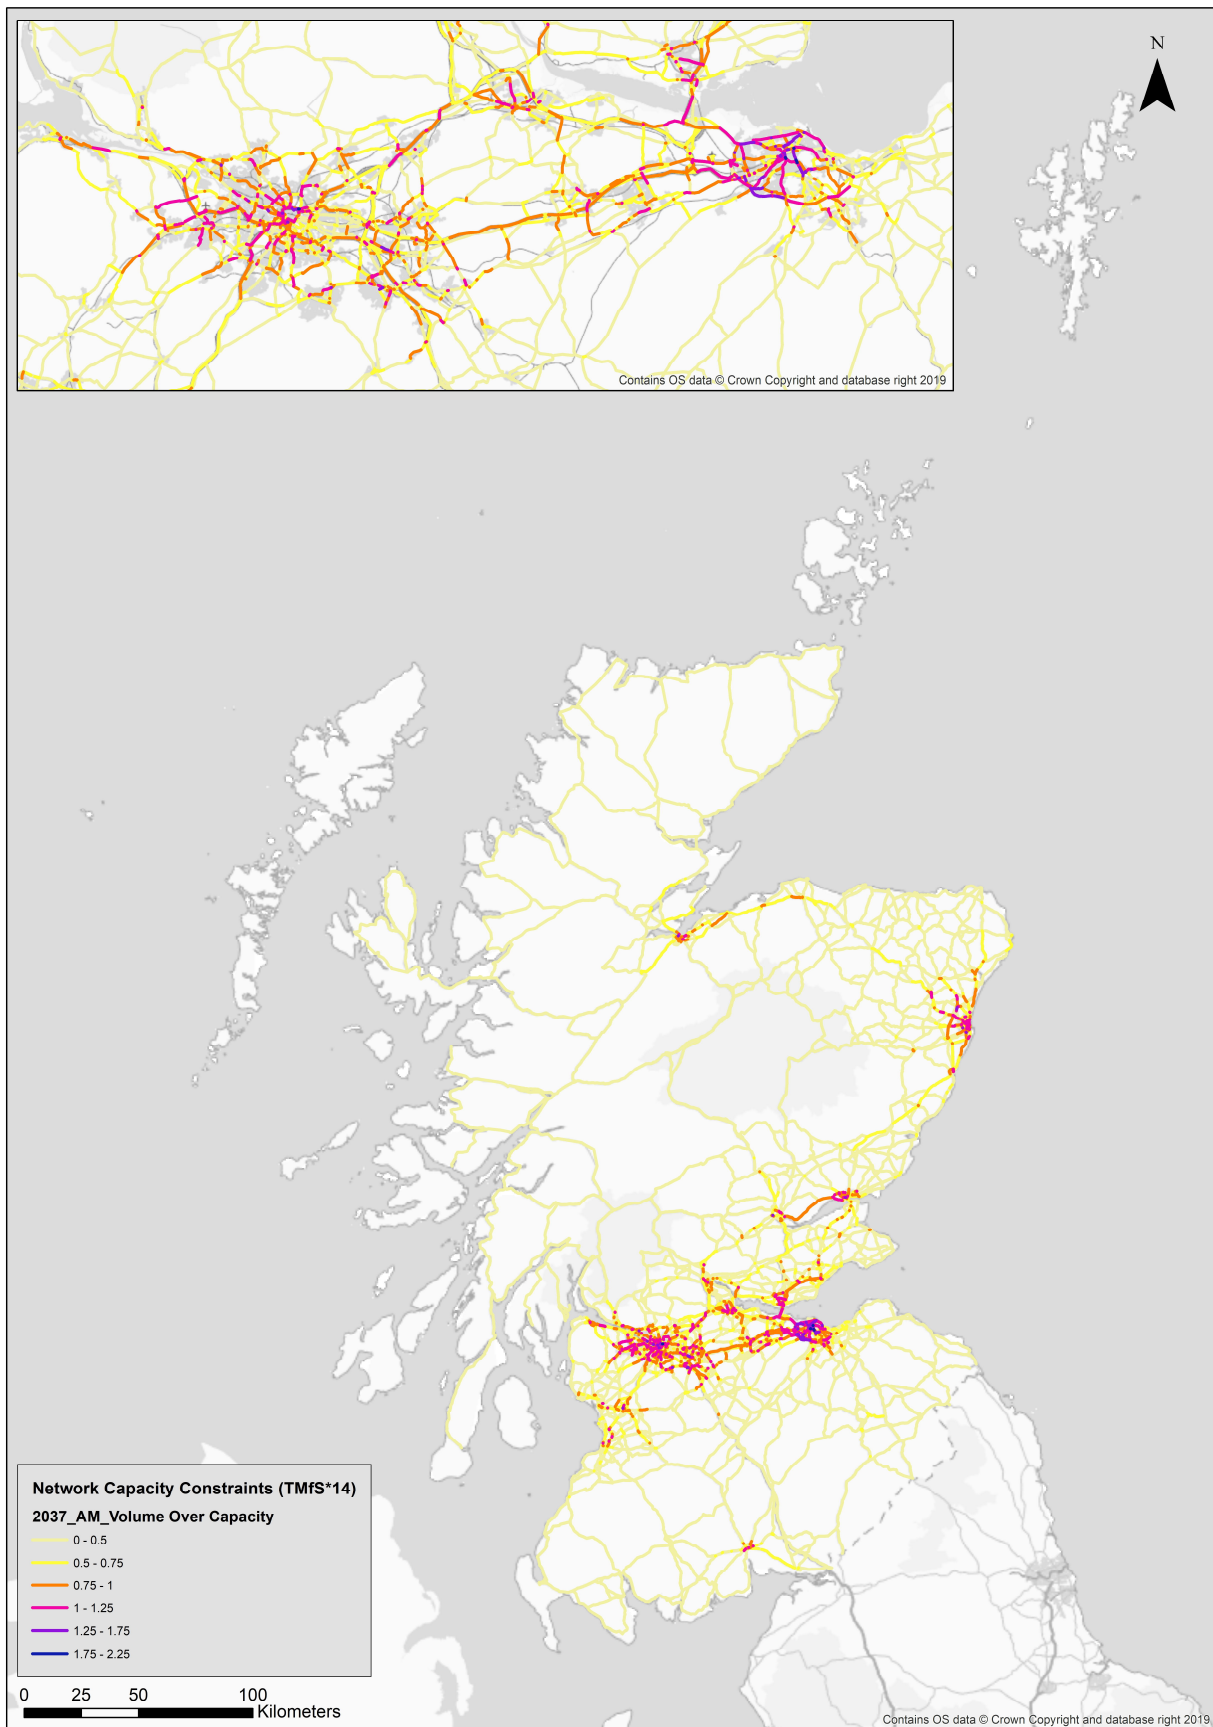 N
Contains OS data © Crown Copyright and database right 2019
Network Capacity Constraints (TMfS*14)
2037_AM_Volume Over Capacity
0 - 0.5
0.5 - 0.75
0.75 - 1
1 - 1.25
1.25 - 1.75
1.75 - 2.25
0 25 50 100
Kilometers
Contains OS data © Crown Copyright and database right 2019